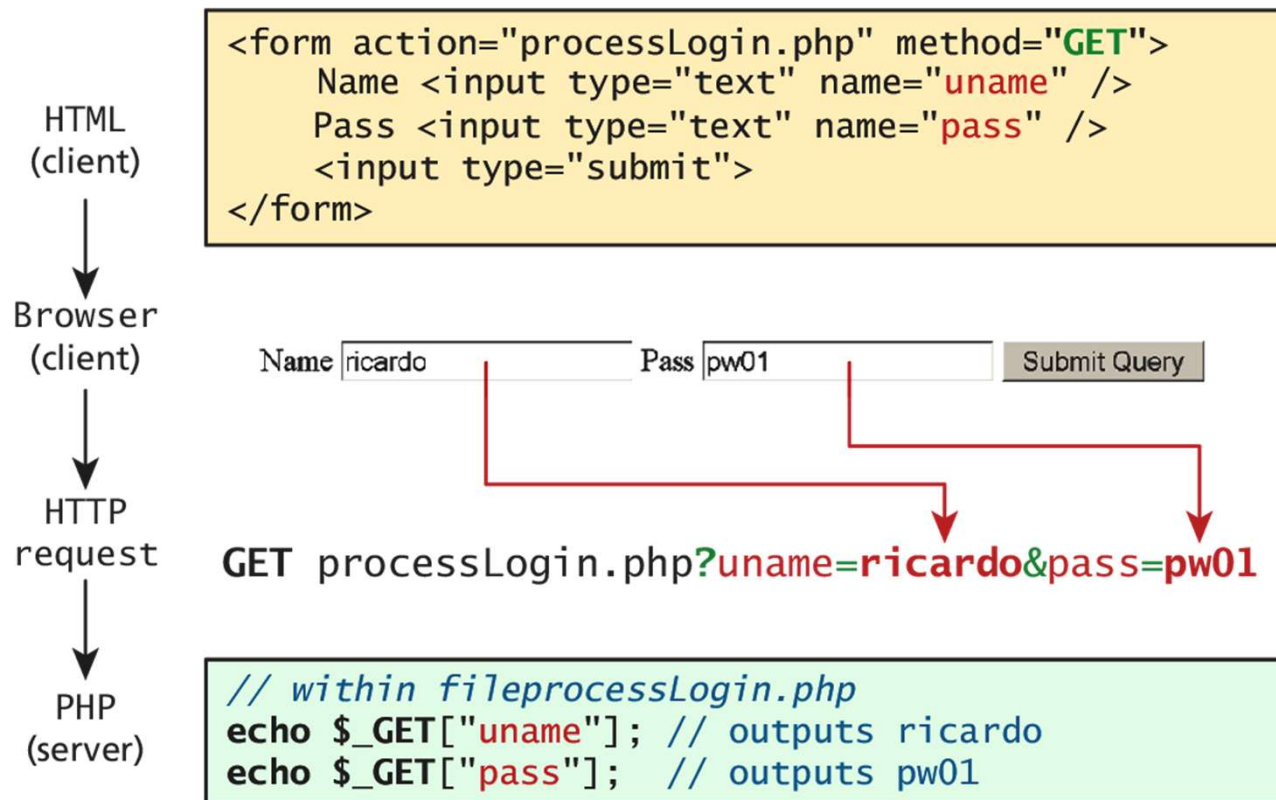 HTML
(client)
<form action="processLogin.php" method="GET">
Name <input type="text" name="uname" />
Pass <input type="text" name="pass" />
<input type="submit">
</form>
Browser
(client)
Name ricardo Pass pw01 Submit Query
HTTP
request
GET processLogin.php?uname=ricardo&pass=pw01
PHP
(server)
// within fileprocessLogin.php
echo $_GET["uname"]; // outputs ricardo
echo $_GET["pass"]; // outputs pw01